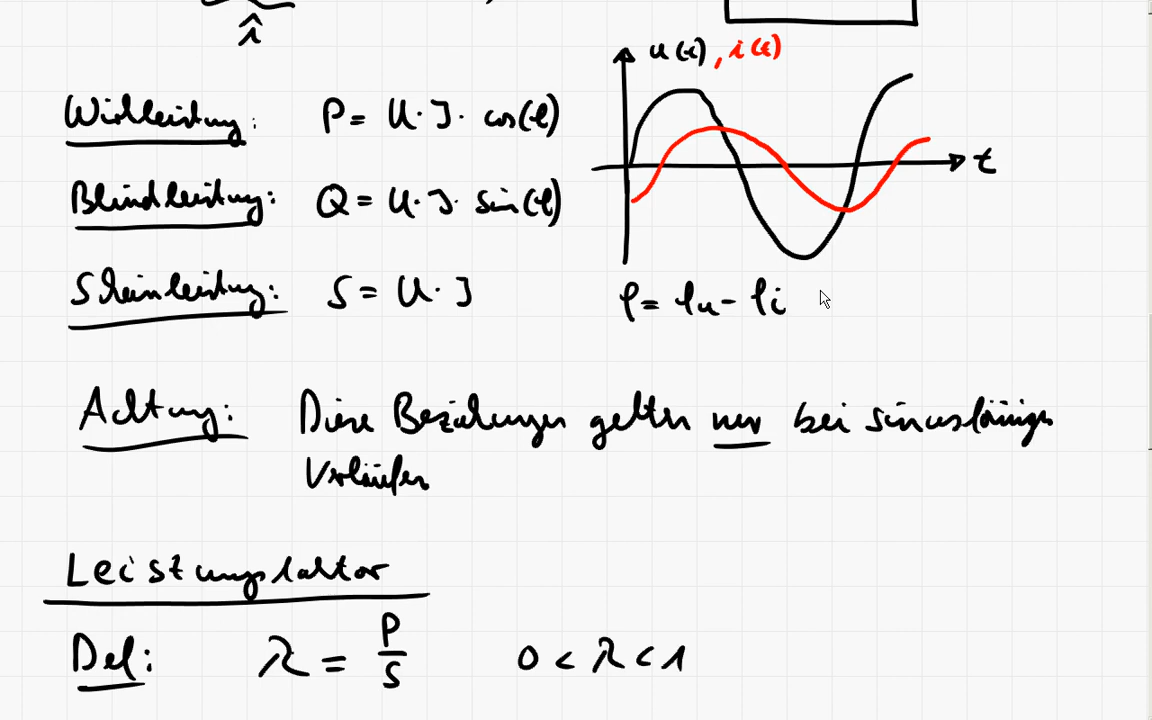 î
u(t), i(t)
Wirkleistung: P = U · I · cos(φ)
Blindleistung: Q = U · I · sin(φ)
t
Scheinleistung: S = U · I
φ = φu - φi
Achtung: Diese Beziehungen gelten nur bei sinusförmigen
Verläufen
Leistungsfaktor
Def: λ = P/S 0 < λ < 1